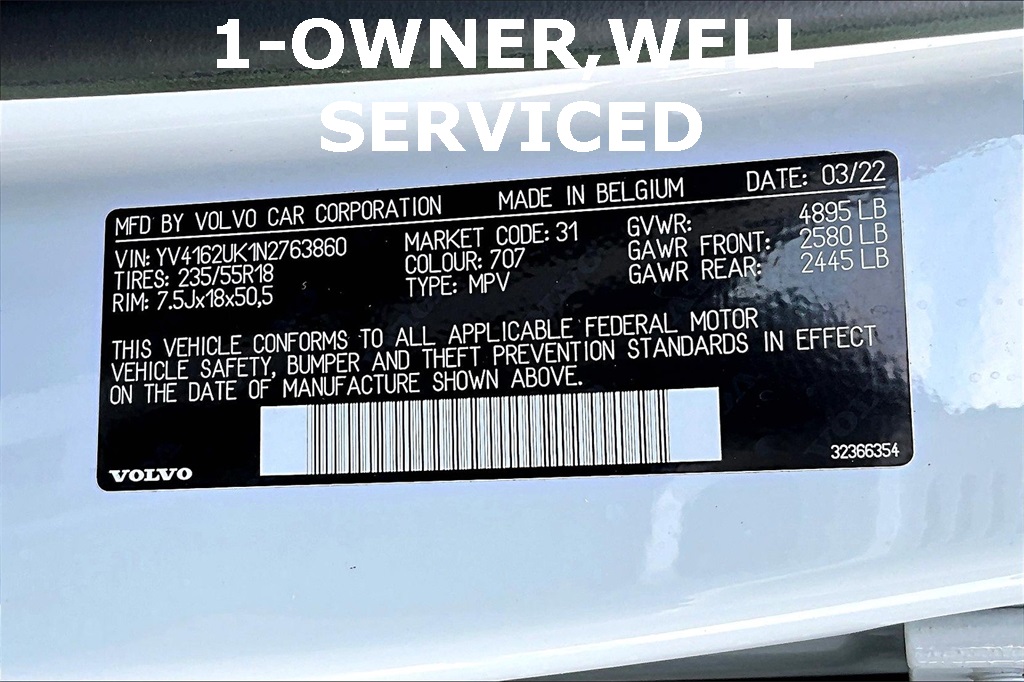 1-OWNER, WELL
SERVICED
MFD BY VOLVO CAR CORPORATION MADE IN BELGIUM DATE: 03/22
VIN: YV4162UK1N2763860 MARKET CODE: 31 GVWR: 4895 LB
TIRES: 235/55R18 COLOUR: 707 GAWR FRONT: 2580 LB
RIM: 7.5Jx18x50,5 TYPE: MPV GAWR REAR: 2445 LB
THIS VEHICLE CONFORMS TO ALL APPLICABLE FEDERAL MOTOR
VEHICLE SAFETY, BUMPER AND THEFT PREVENTION STANDARDS IN EFFECT
ON THE DATE OF MANUFACTURE SHOWN ABOVE.
VOLVO 32366354